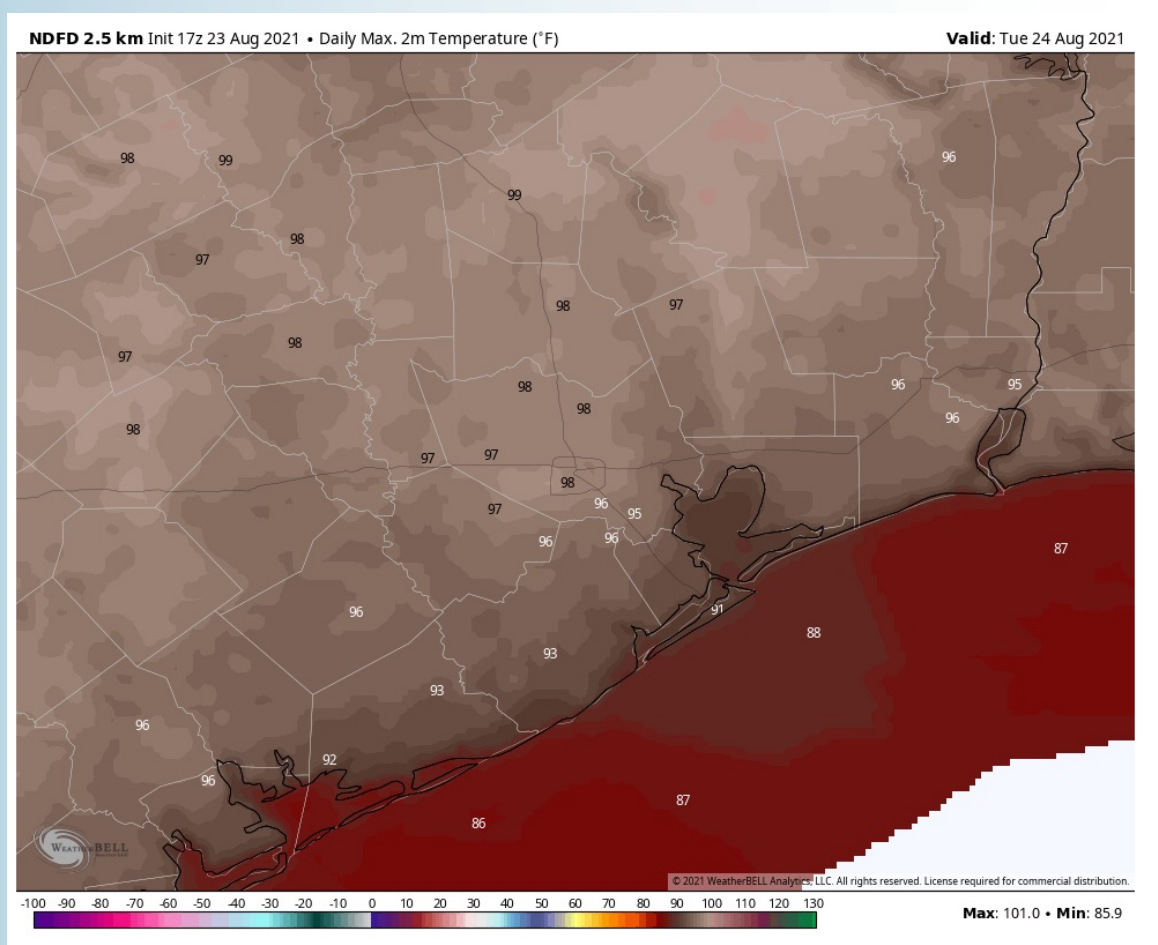 NDFD 2.5 km Init 17z 23 Aug 2021 • Daily Max. 2m Temperature (°F) Valid: Tue 24 Aug 2021
98 99 96
99
98
97
98 97
98
97
98 96 95
98 96
98
97 97
98
97 96 95
96 96
87
96 91
88
93
93
96
92
96
87
86
WEATHERBELL
© 2021 WeatherBELL Analytics, LLC. All rights reserved. License required for commercial distribution.
-100 -90 -80 -70 -60 -50 -40 -30 -20 -10 0 10 20 30 40 50 60 70 80 90 100 110 120 130
Max: 101.0 • Min: 85.9